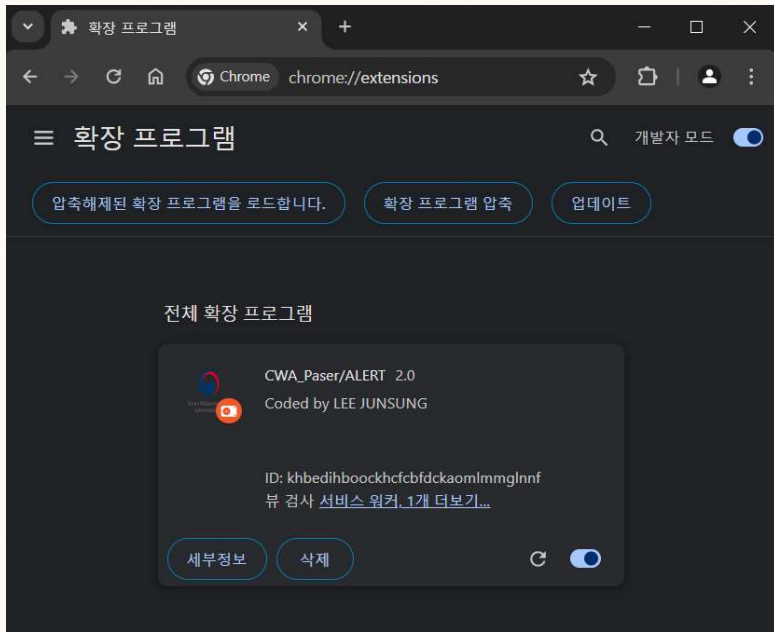 확장 프로그램
Chrome chrome://extensions
확장 프로그램
개발자 모드
압축해제된 확장 프로그램을 로드합니다. 확장 프로그램 압축 업데이트
전체 확장 프로그램
CWA_Paser/ALERT 2.0
Coded by LEE JUNSUNG
ID: khbedihboockhcfcbfdckaomlmmglnnf
뷰 검사 서비스 워커, 1개 더보기...
세부정보 삭제